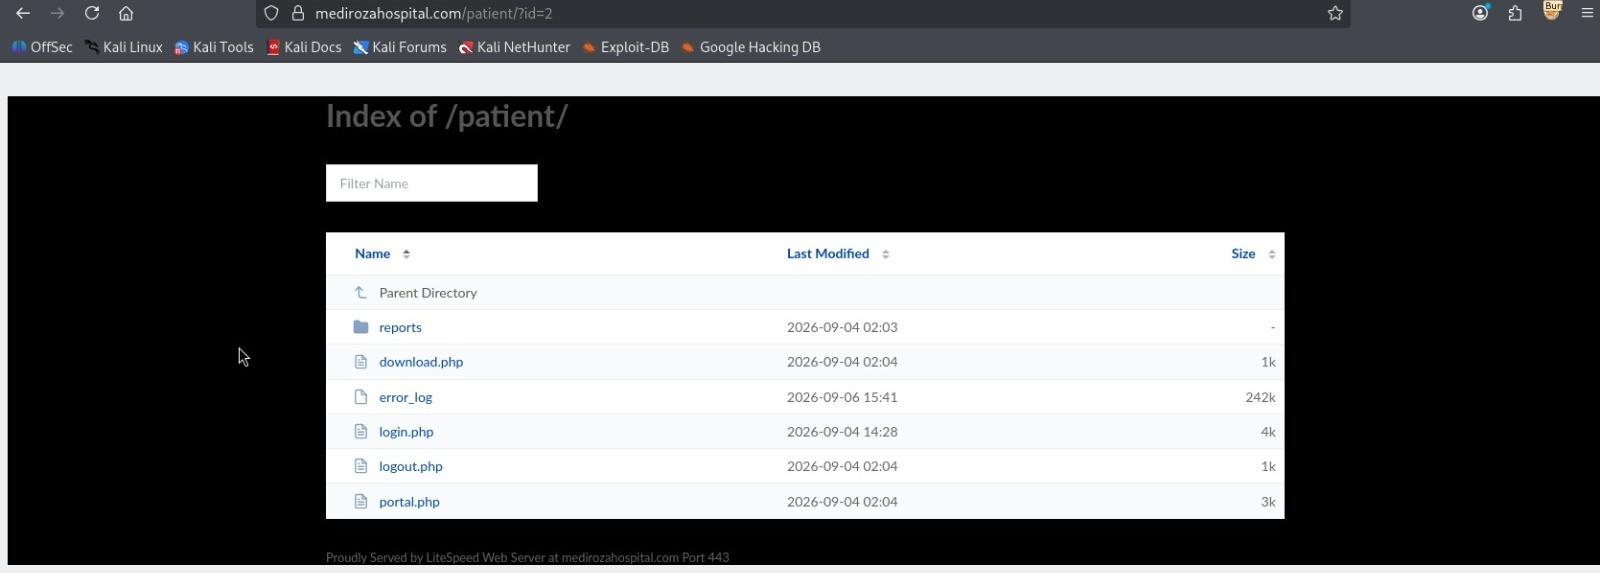 medirozahospital.com/patient/?id=2
Burp
OffSec Kali Linux Kali Tools Kali Docs Kali Forums Kali NetHunter Exploit-DB Google Hacking DB
Index of /patient/
Filter Name
Name Last Modified Size
Parent Directory
reports 2026-09-04 02:03 -
download.php 2026-09-04 02:04 1k
error_log 2026-09-06 15:41 242k
login.php 2026-09-04 14:28 4k
logout.php 2026-09-04 02:04 1k
portal.php 2026-09-04 02:04 3k
Proudly Served by LiteSpeed Web Server at medirozahospital.com Port 443